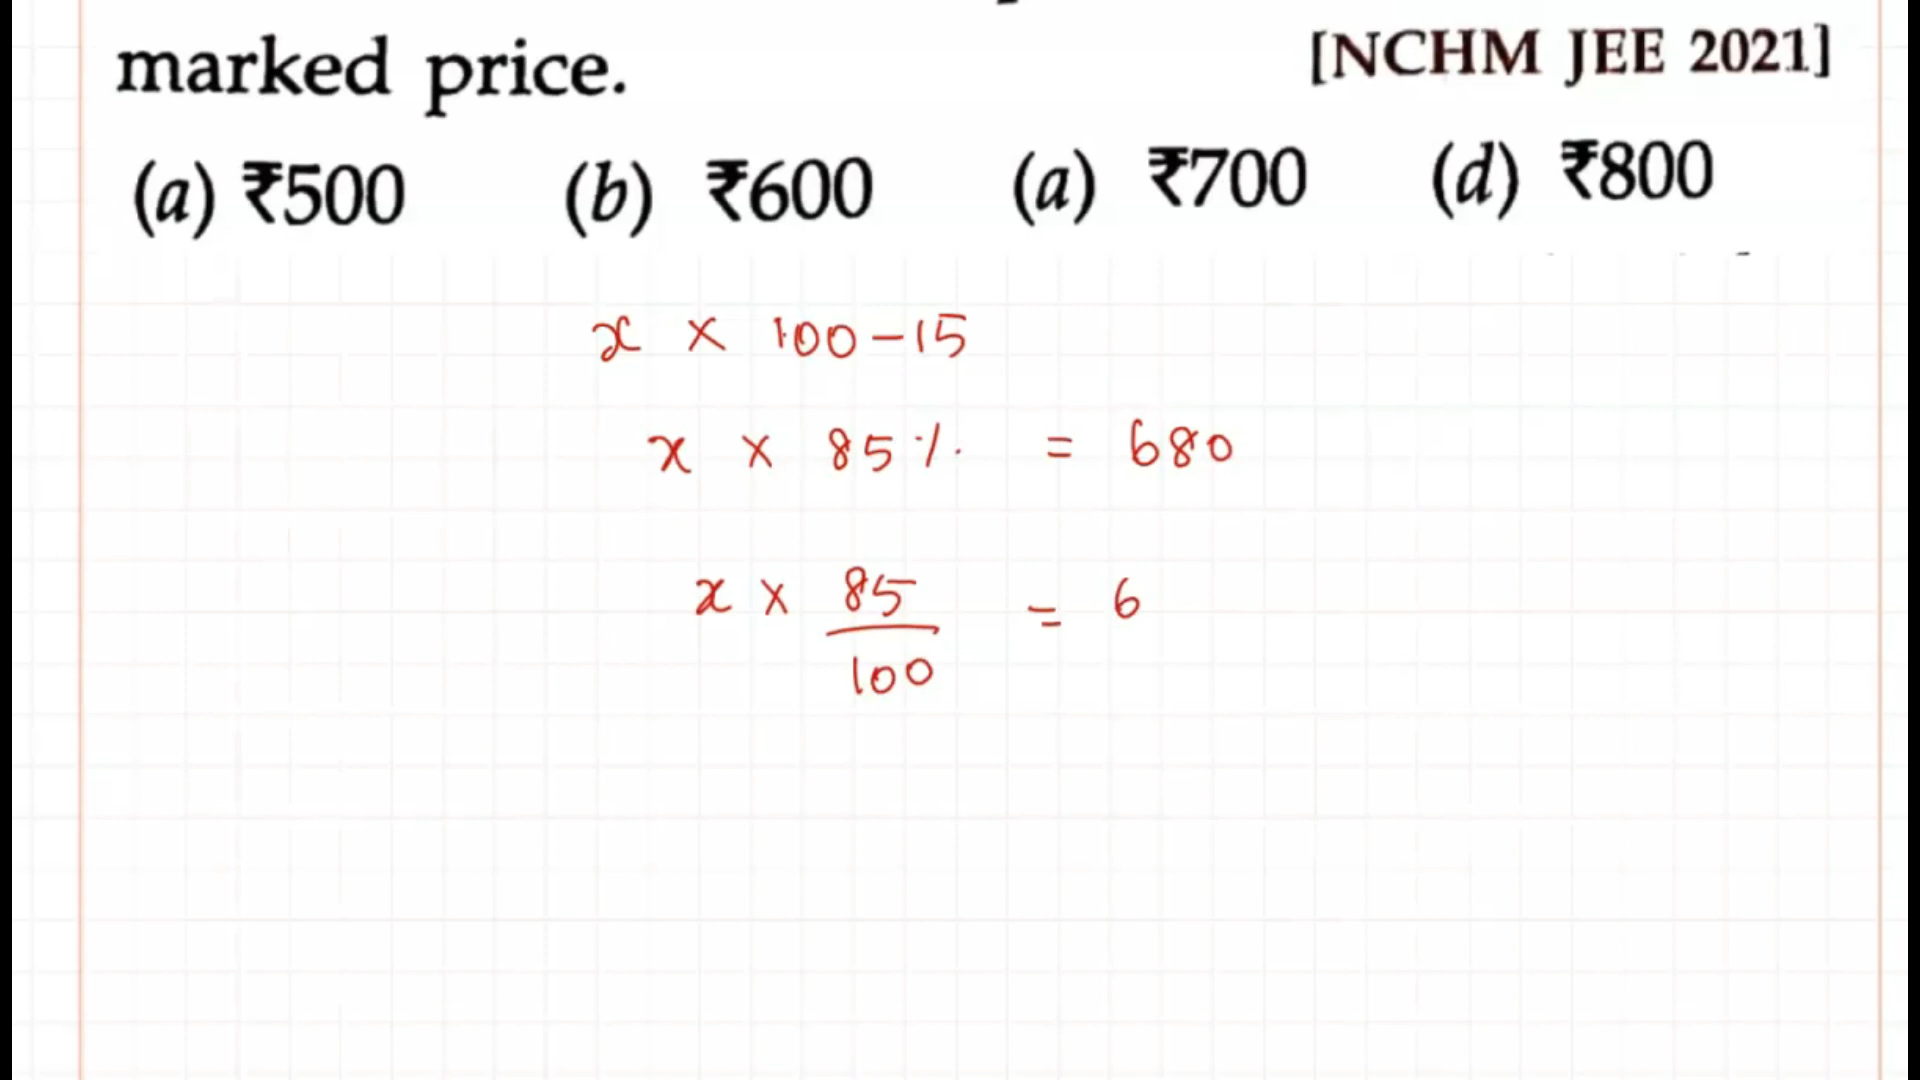 marked price. [NCHM JEE 2021]
(a) ₹500 (b) ₹600 (a) ₹700 (d) ₹800
x × 100 - 15
x × 85% = 680
x × 85/100 = 6